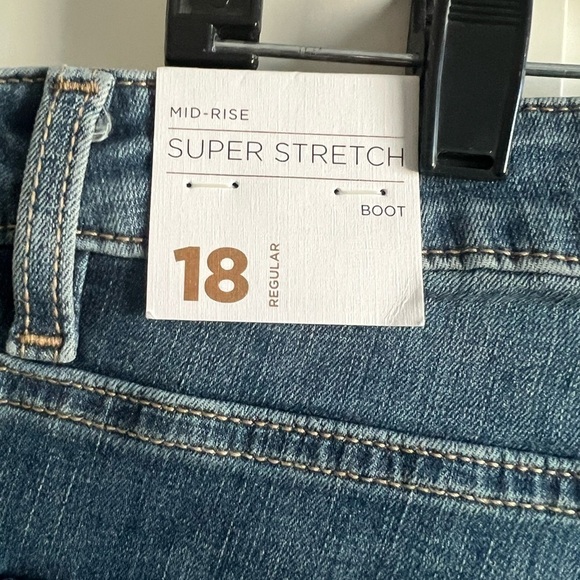 MID-RISE
SUPER STRETCH
BOOT
18 REGULAR